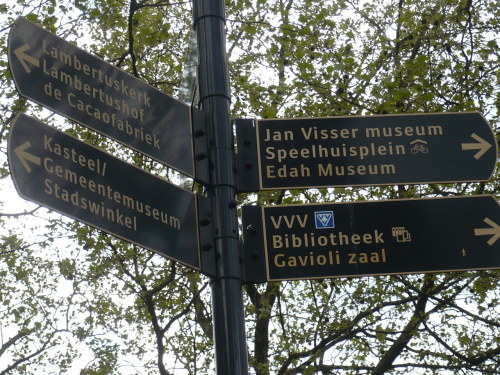 Lambertuskerk
Lambertushof
de Cacaofabriek
Kasteel/
Gemeentemuseum
Stadswinkel
Jan Visser museum
Speelhuisplein
Edah Museum
VVV
Bibliotheek
Gavioli zaal